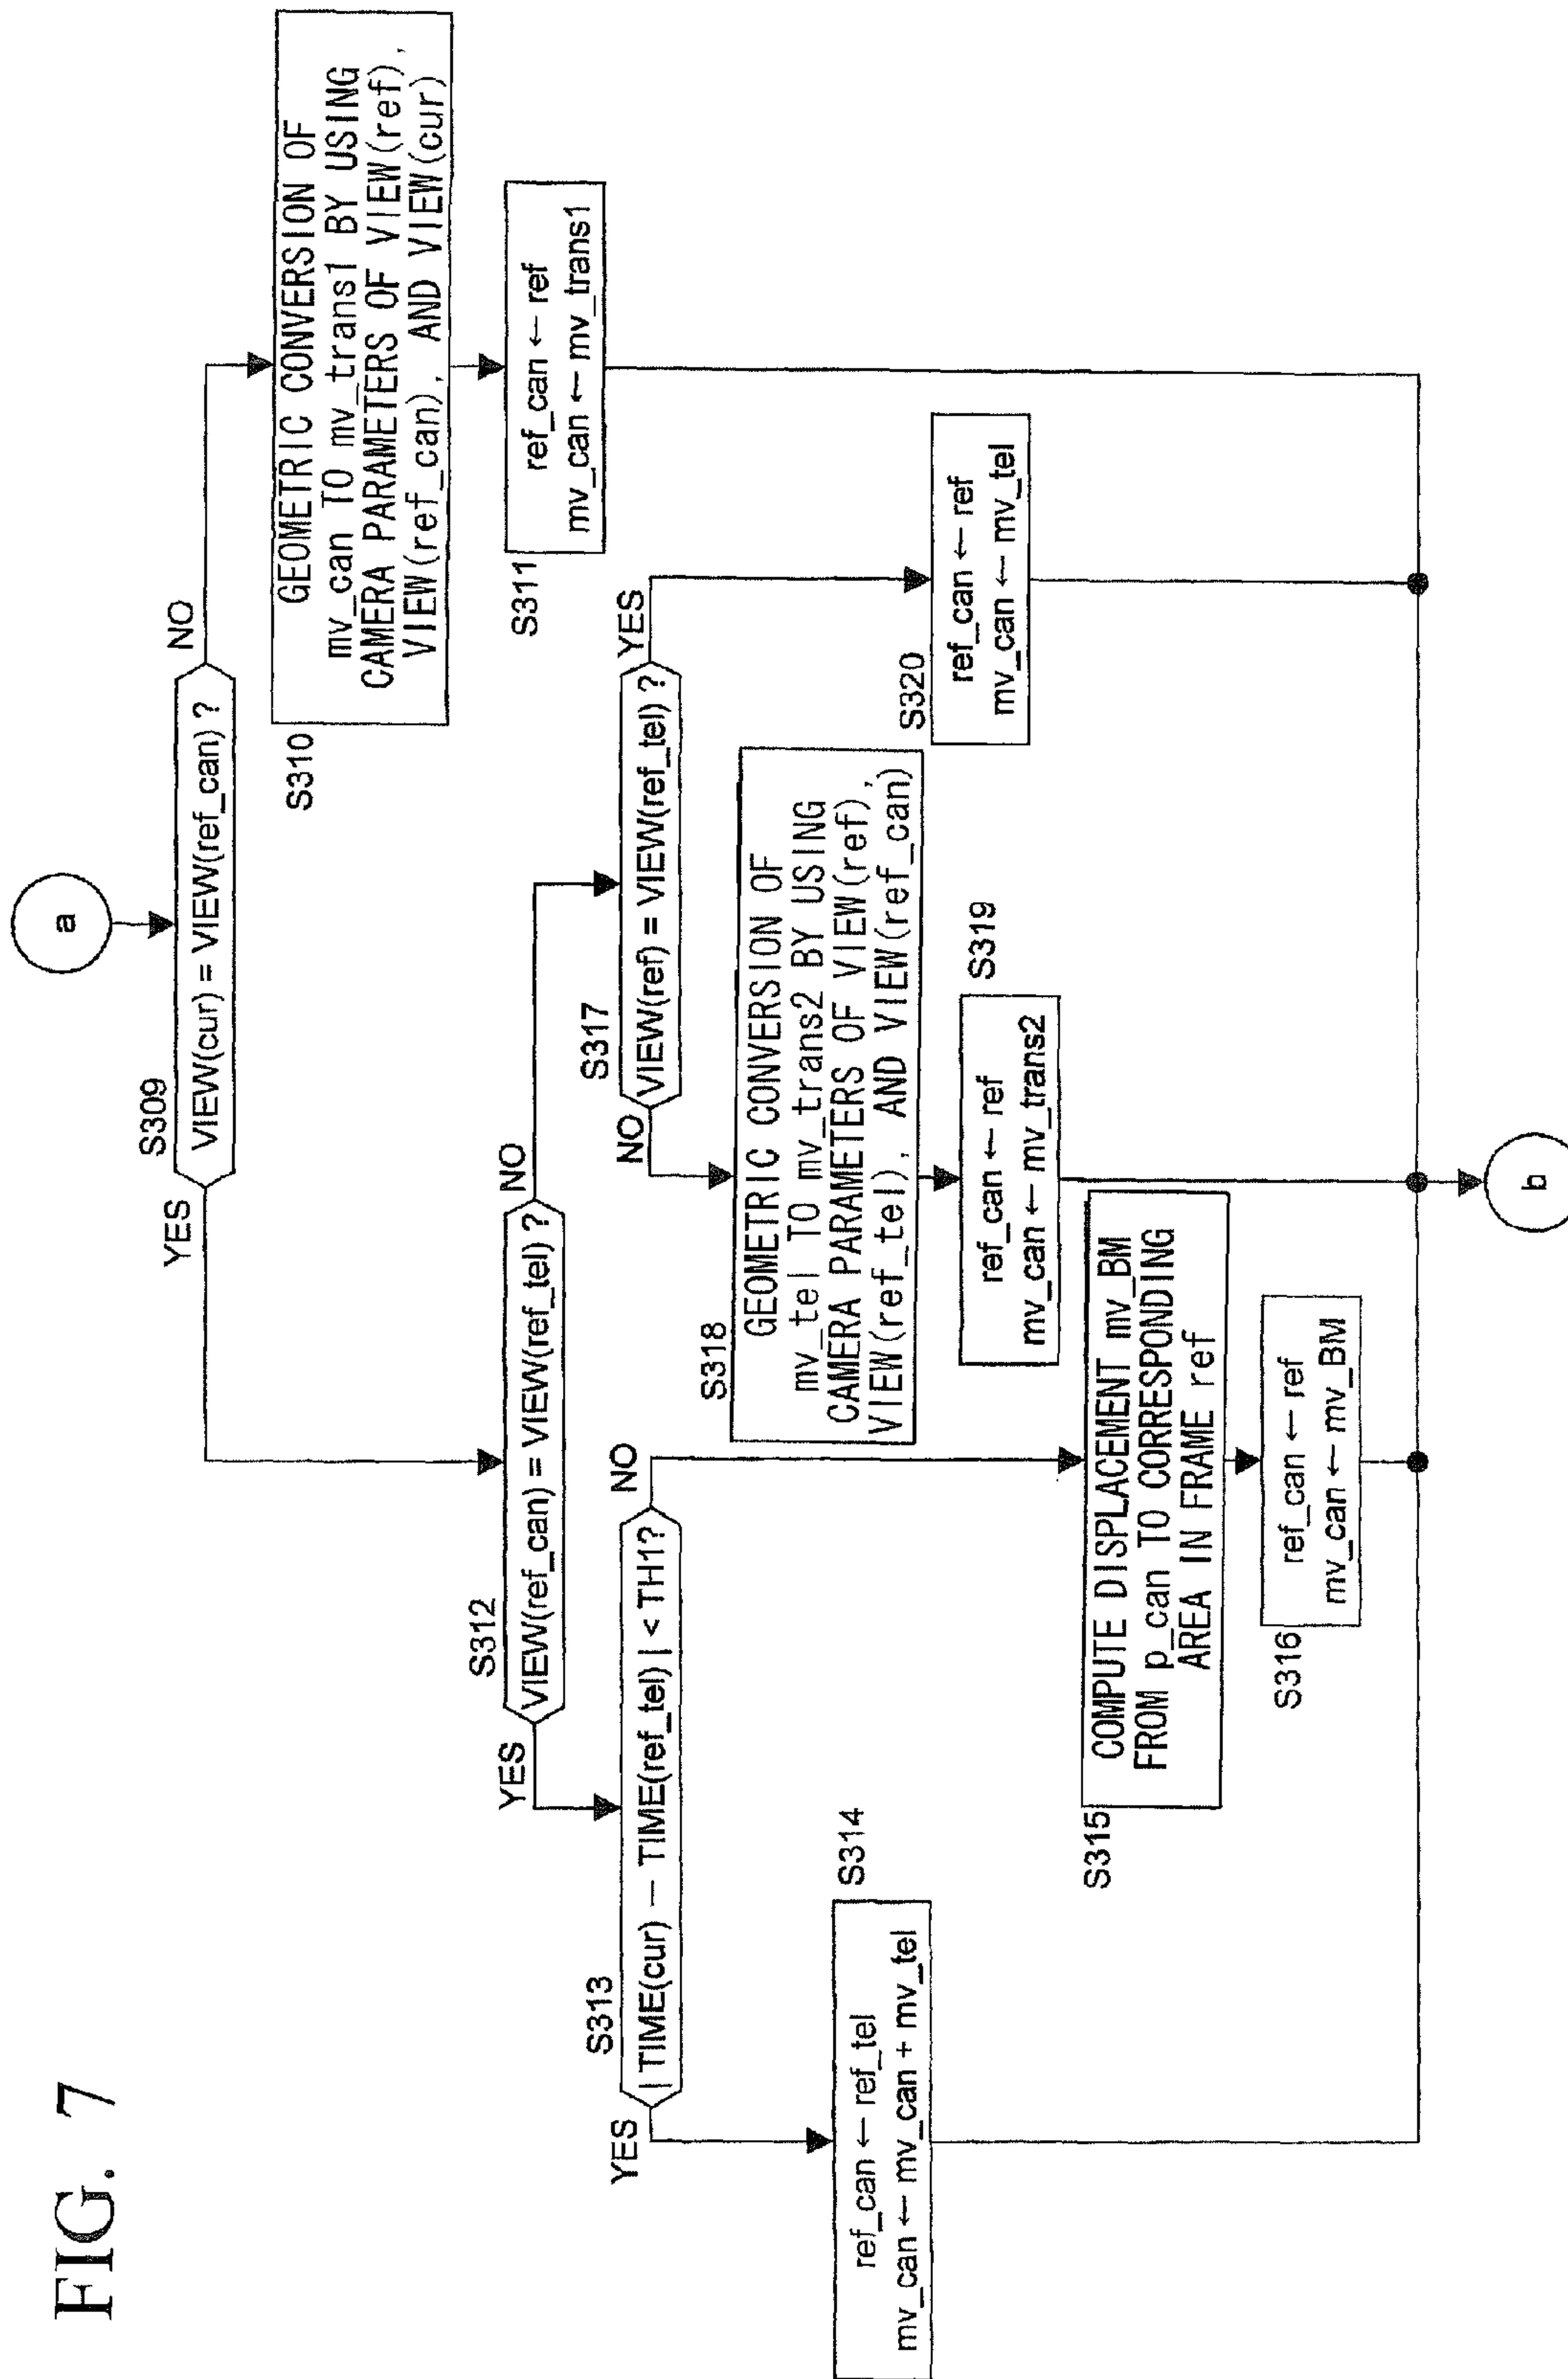 FIG. 7
a
S309
VIEW(cur) = VIEW(ref_can) ?
YES
NO
S310
GEOMETRIC CONVERSION OF
mv_can TO mv_trans1 BY USING
CAMERA PARAMETERS OF VIEW(ref),
VIEW(ref_can), AND VIEW(cur)
S311
ref_can ← ref
mv_can ← mv_trans1
S312
VIEW(ref_can) = VIEW(ref_tel) ?
YES
NO
S313
| TIME(cur) − TIME(ref_tel) | < TH1?
YES
NO
S317
VIEW(ref) = VIEW(ref_tel) ?
NO
YES
S314
ref_can ← ref_tel
mv_can ← mv_can + mv_tel
S318
GEOMETRIC CONVERSION OF
mv_tel TO mv_trans2 BY USING
CAMERA PARAMETERS OF VIEW(ref),
VIEW(ref_tel), AND VIEW(ref_can)
S320
ref_can ← ref
mv_can ← mv_tel
S319
ref_can ← ref
mv_can ← mv_trans2
S315
COMPUTE DISPLACEMENT mv_BM
FROM p_can TO CORRESPONDING
AREA IN FRAME ref
S316
ref_can ← ref
mv_can ← mv_BM
b